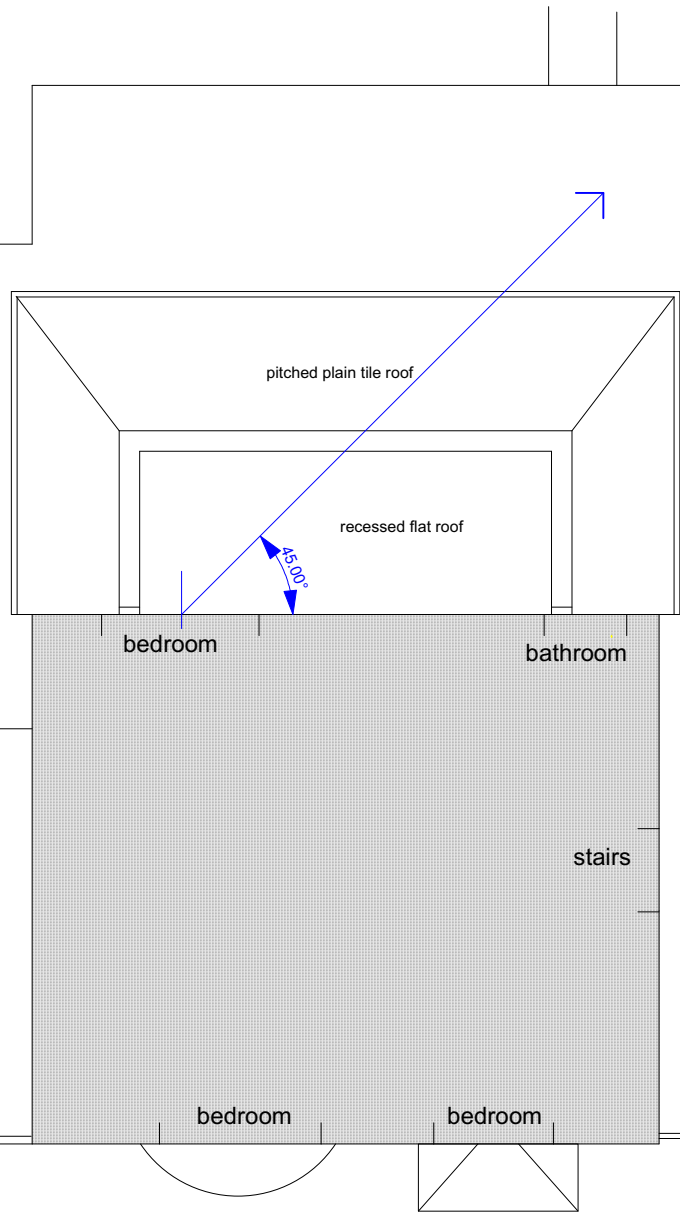 pitched plain tile roof
recessed flat roof
45.00°
bedroom
bathroom
stairs
bedroom
bedroom